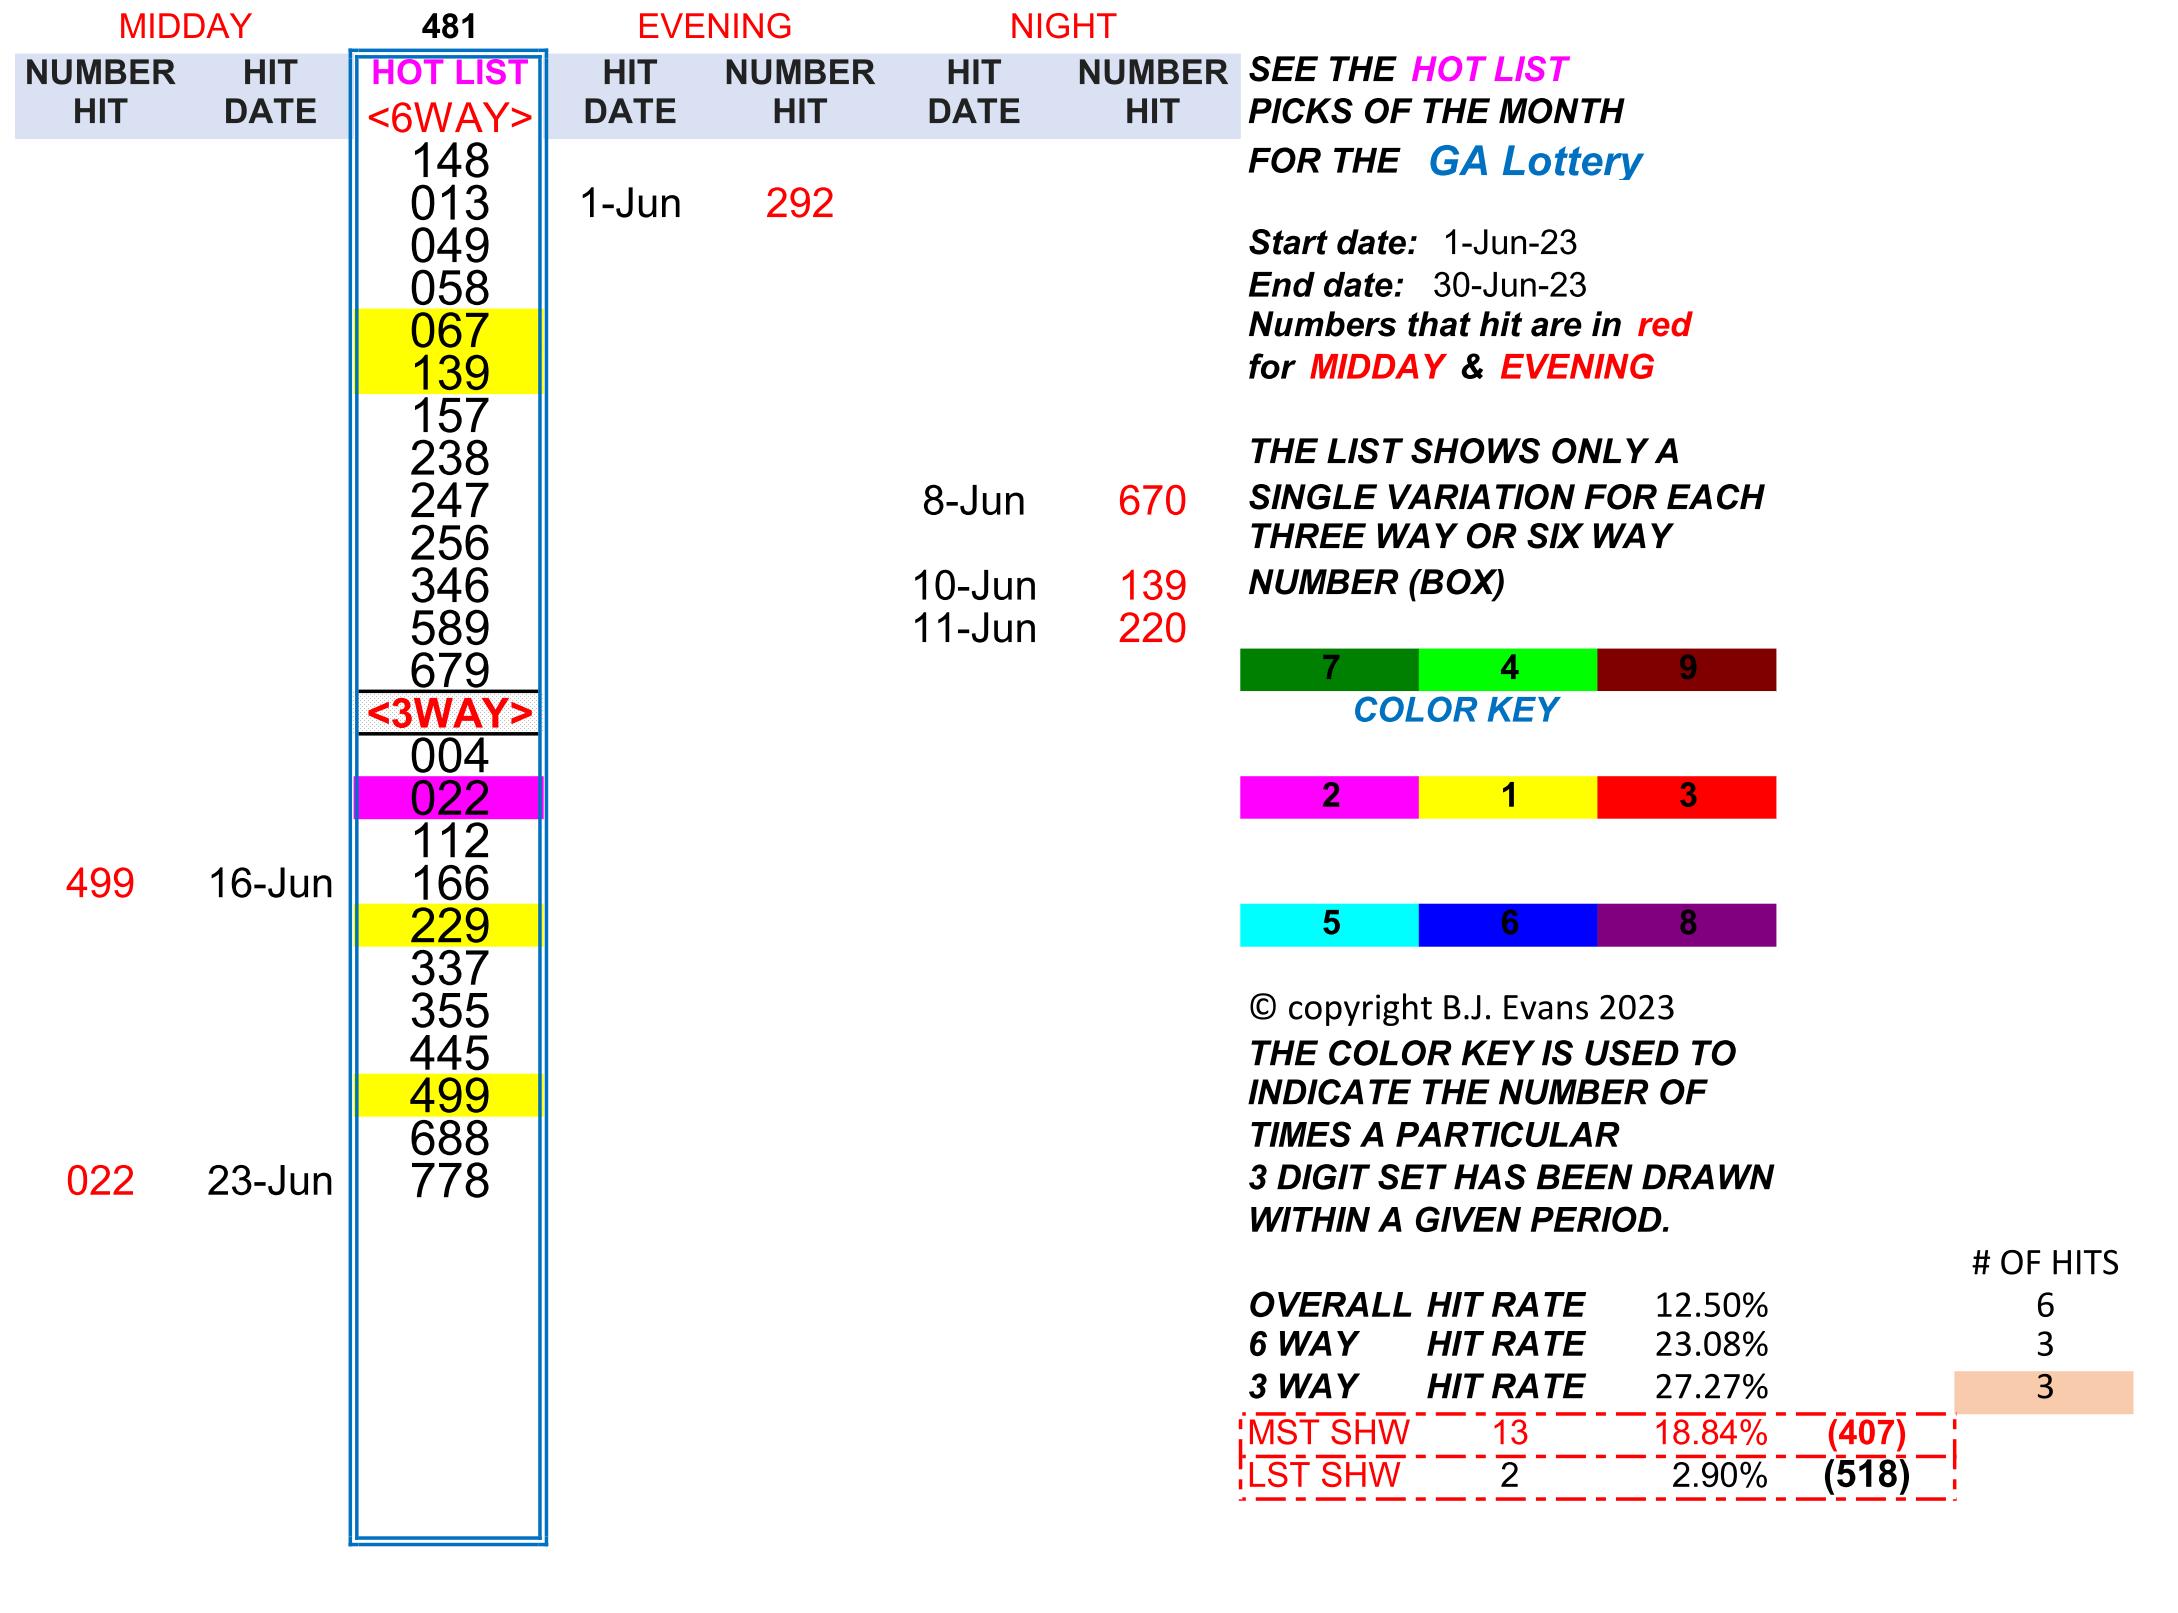 MIDDAY 481 EVENING NIGHT
NUMBER HIT HOT LIST HIT NUMBER HIT NUMBER SEE THE HOT LIST
HIT DATE <6WAY> DATE HIT DATE HIT PICKS OF THE MONTH
148 FOR THE GA Lottery
013 1-Jun 292
049 Start date: 1-Jun-23
058 End date: 30-Jun-23
067 Numbers that hit are in red
139 for MIDDAY & EVENING
157
238 THE LIST SHOWS ONLY A
247 8-Jun 670 SINGLE VARIATION FOR EACH
256 THREE WAY OR SIX WAY
346 10-Jun 139 NUMBER (BOX)
589 11-Jun 220
679 7 4 9
<3WAY> COLOR KEY
004
022 2 1 3
112
499 16-Jun 166
229 5 6 8
337
355 © copyright B.J. Evans 2023
445 THE COLOR KEY IS USED TO
499 INDICATE THE NUMBER OF
688 TIMES A PARTICULAR
022 23-Jun 778 3 DIGIT SET HAS BEEN DRAWN
WITHIN A GIVEN PERIOD.
# OF HITS
OVERALL HIT RATE 12.50% 6
6 WAY HIT RATE 23.08% 3
3 WAY HIT RATE 27.27% 3
MST SHW 13 18.84% (407)
LST SHW 2 2.90% (518)